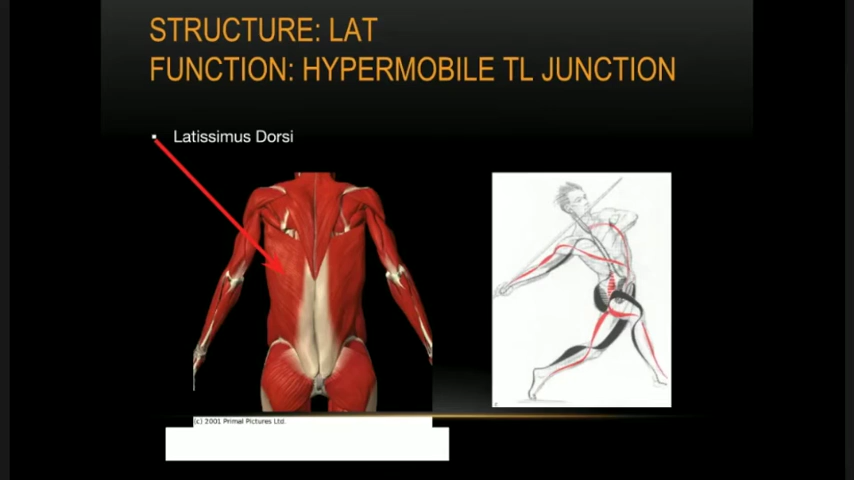 STRUCTURE: LAT
FUNCTION: HYPERMOBILE TL JUNCTION
Latissimus Dorsi
(c) 2001 Primal Pictures Ltd.